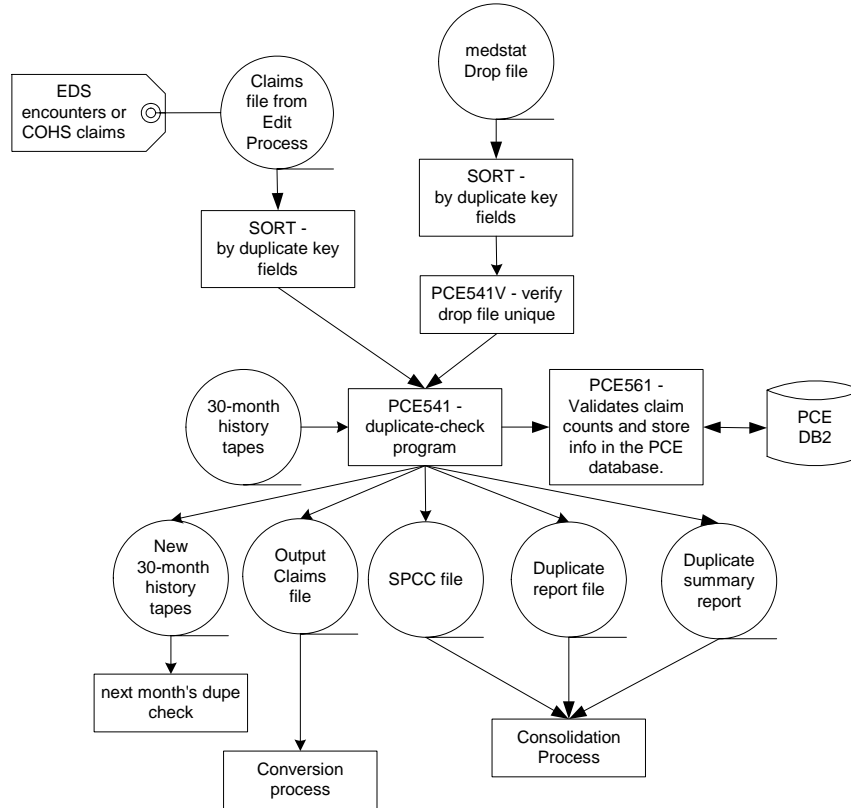 EDS
encounters or
COHS claims
Claims
file from
Edit
Process
medstat
Drop file
SORT -
by duplicate key
fields
SORT -
by duplicate key
fields
PCE541V - verify
drop file unique
30-month
history
tapes
PCE541 -
duplicate-check
program
PCE561 -
Validates claim
counts and store
info in the PCE
database.
PCE
DB2
New
30-month
history
tapes
Output
Claims
file
SPCC file
Duplicate
report file
Duplicate
summary
report
next month's dupe
check
Conversion
process
Consolidation
Process